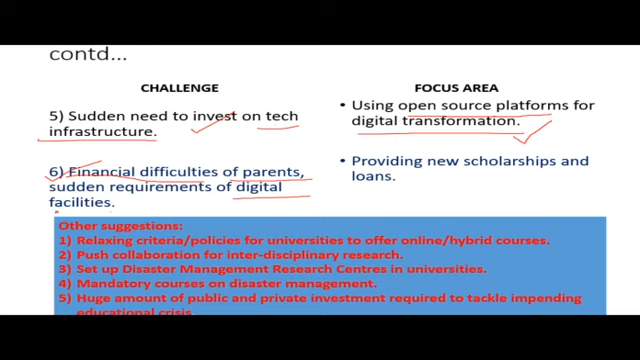 contd...
CHALLENGE
5) Sudden need to invest on tech
infrastructure.
6) Financial difficulties of parents,
sudden requirements of digital
facilities.
FOCUS AREA
• Using open source platforms for
digital transformation.
• Providing new scholarships and
loans.
Other suggestions:
1) Relaxing criteria/policies for universities to offer online/hybrid courses.
2) Push collaboration for inter-disciplinary research.
3) Set up Disaster Management Research Centres in universities.
4) Mandatory courses on disaster management.
5) Huge amount of public and private investment required to tackle impending
educational crisis